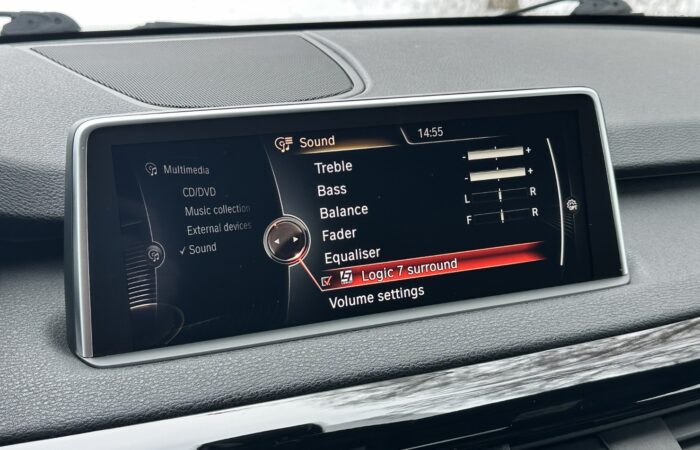 Sound
14:55
Multimedia
CD/DVD
Music collection
External devices
✓ Sound
Treble
- +
Bass
- +
Balance
L R
Fader
F R
Equaliser
Logic 7 surround
Volume settings